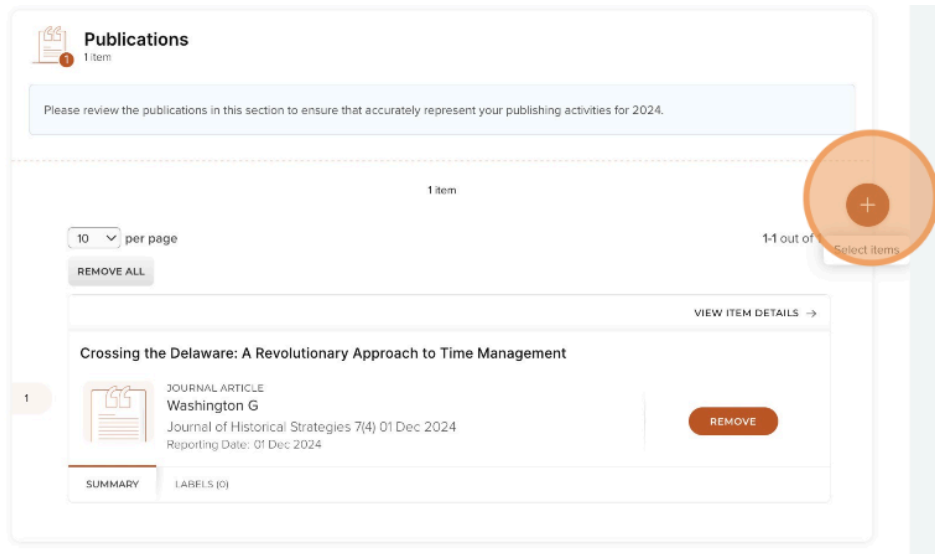 1
Publications
1 item
Please review the publications in this section to ensure that accurately represent your publishing activities for 2024.
1 item
10 per page
1-1 out of
Select items
REMOVE ALL
VIEW ITEM DETAILS →
Crossing the Delaware: A Revolutionary Approach to Time Management
1
JOURNAL ARTICLE
Washington G
Journal of Historical Strategies 7(4) 01 Dec 2024
Reporting Date: 01 Dec 2024
REMOVE
SUMMARY LABELS (0)